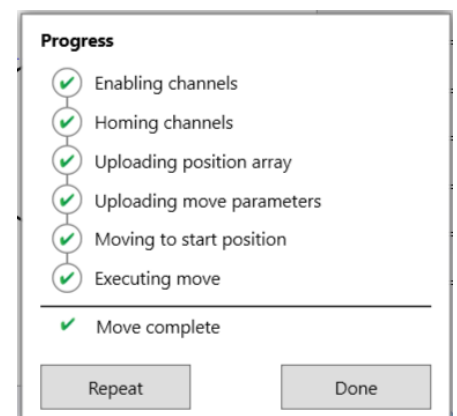 Progress
Enabling channels
Homing channels
Uploading position array
Uploading move parameters
Moving to start position
Executing move
Move complete
Repeat Done